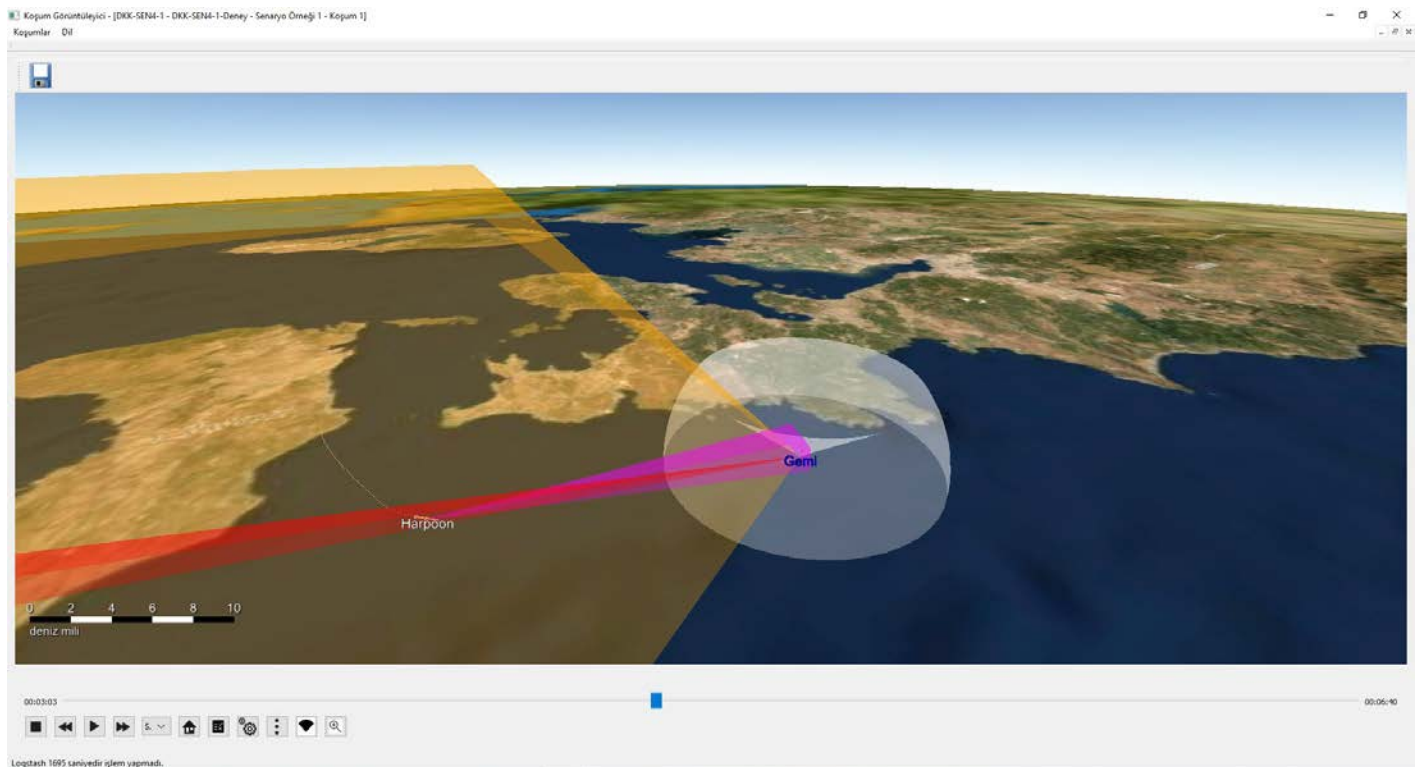 Koşum Görüntüleyici - [DKK-SEN4-1 - DKK-SEN4-1-Deney - Senaryo Örneği 1 - Koşum 1]
Koşumlar Dil
Gemi
Harpoon
0 2 4 6 8 10
deniz mili
00:03:03 00:06:40
S.
Logstash 1695 saniyedir işlem yapmadı.